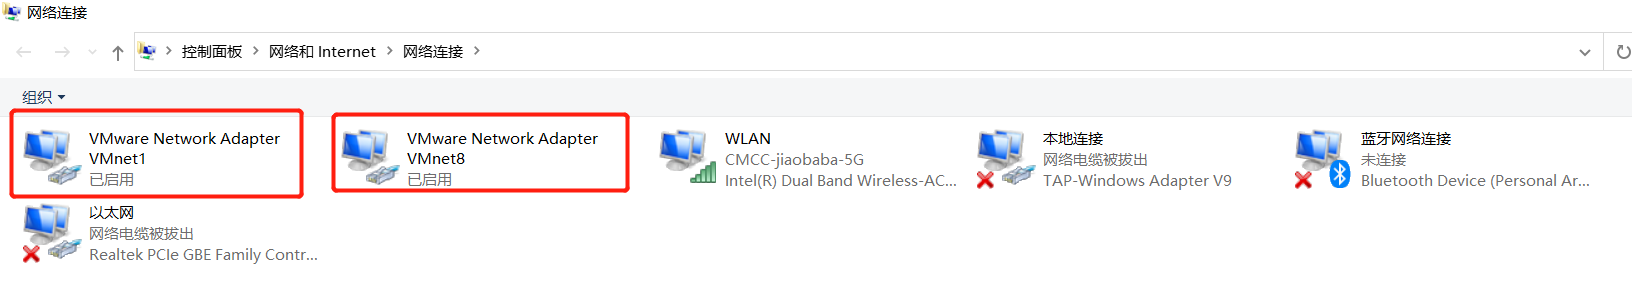 网络连接
控制面板 网络和 Internet 网络连接
组织
VMware Network Adapter
VMnet1
已启用
VMware Network Adapter
VMnet8
已启用
WLAN
CMCC-jiaobaba-5G
Intel(R) Dual Band Wireless-AC...
本地连接
网络电缆被拔出
TAP-Windows Adapter V9
蓝牙网络连接
未连接
Bluetooth Device (Personal Ar...
以太网
网络电缆被拔出
Realtek PCIe GBE Family Contr...